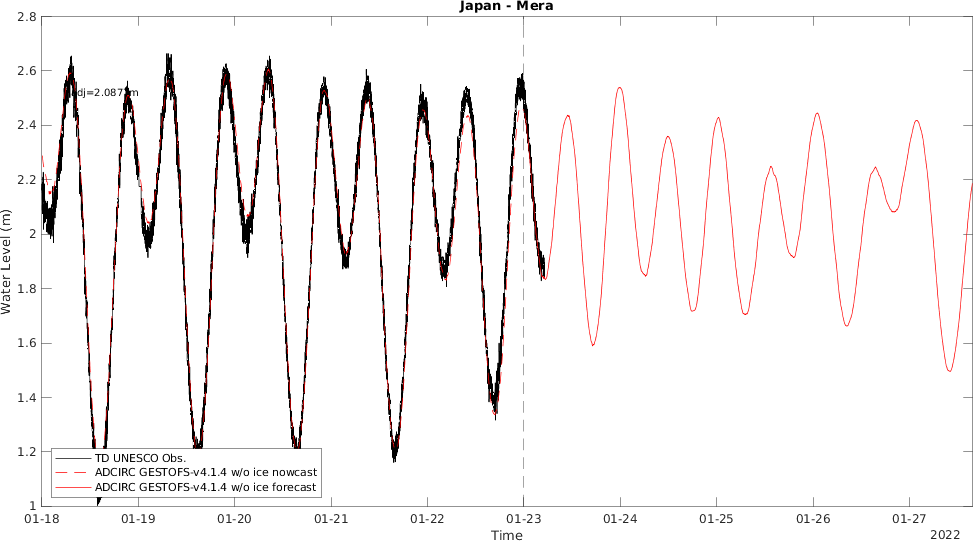 Japan - Mera
2.8
2.6
2.4
2.2
2
1.8
1.6
1.4
1.2
1
Water Level (m)
TD UNESCO Obs.
ADCIRC GESTOFS-v4.1.4 w/o ice nowcast
ADCIRC GESTOFS-v4.1.4 w/o ice forecast
01-18 01-19 01-20 01-21 01-22 01-23 01-24 01-25 01-26 01-27
Time
2022